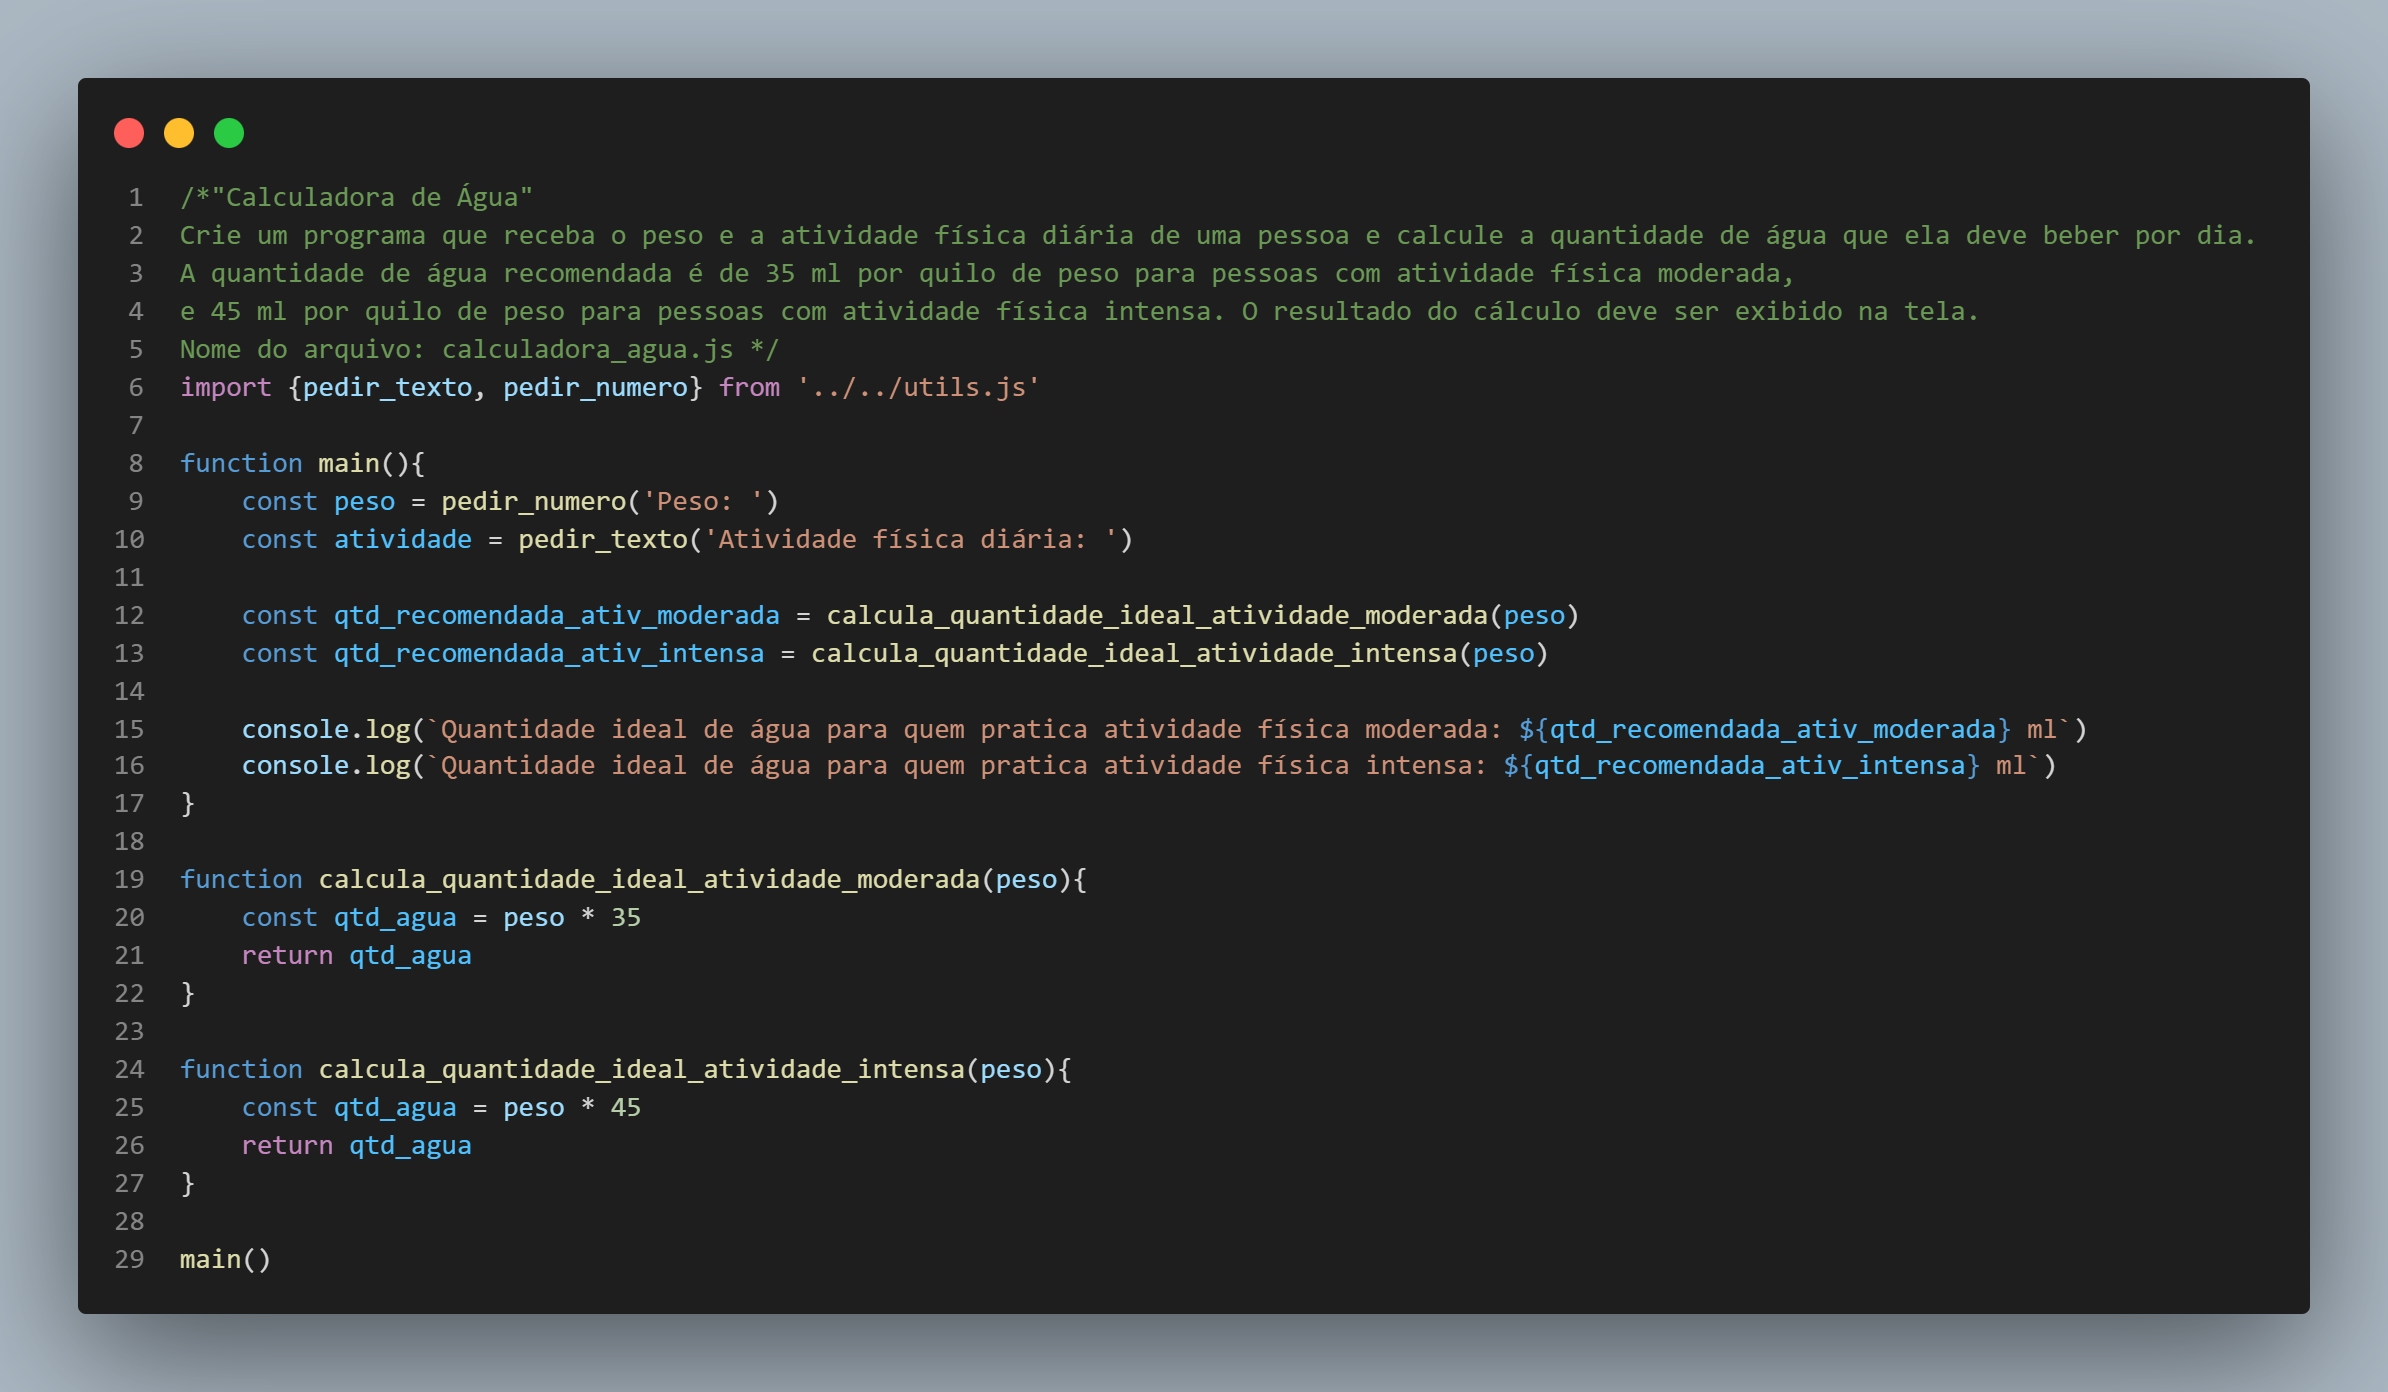 1 /*"Calculadora de Água"
2 Crie um programa que receba o peso e a atividade física diária de uma pessoa e calcule a quantidade de água que ela deve beber por dia.
3 A quantidade de água recomendada é de 35 ml por quilo de peso para pessoas com atividade física moderada,
4 e 45 ml por quilo de peso para pessoas com atividade física intensa. O resultado do cálculo deve ser exibido na tela.
5 Nome do arquivo: calculadora_agua.js */
6 import {pedir_texto, pedir_numero} from '../../utils.js'
7
8 function main(){
9     const peso = pedir_numero('Peso: ')
10     const atividade = pedir_texto('Atividade física diária: ')
11
12     const qtd_recomendada_ativ_moderada = calcula_quantidade_ideal_atividade_moderada(peso)
13     const qtd_recomendada_ativ_intensa = calcula_quantidade_ideal_atividade_intensa(peso)
14
15     console.log(`Quantidade ideal de água para quem pratica atividade física moderada: ${qtd_recomendada_ativ_moderada} ml`)
16     console.log(`Quantidade ideal de água para quem pratica atividade física intensa: ${qtd_recomendada_ativ_intensa} ml`)
17 }
18
19 function calcula_quantidade_ideal_atividade_moderada(peso){
20     const qtd_agua = peso * 35
21     return qtd_agua
22 }
23
24 function calcula_quantidade_ideal_atividade_intensa(peso){
25     const qtd_agua = peso * 45
26     return qtd_agua
27 }
28
29 main()